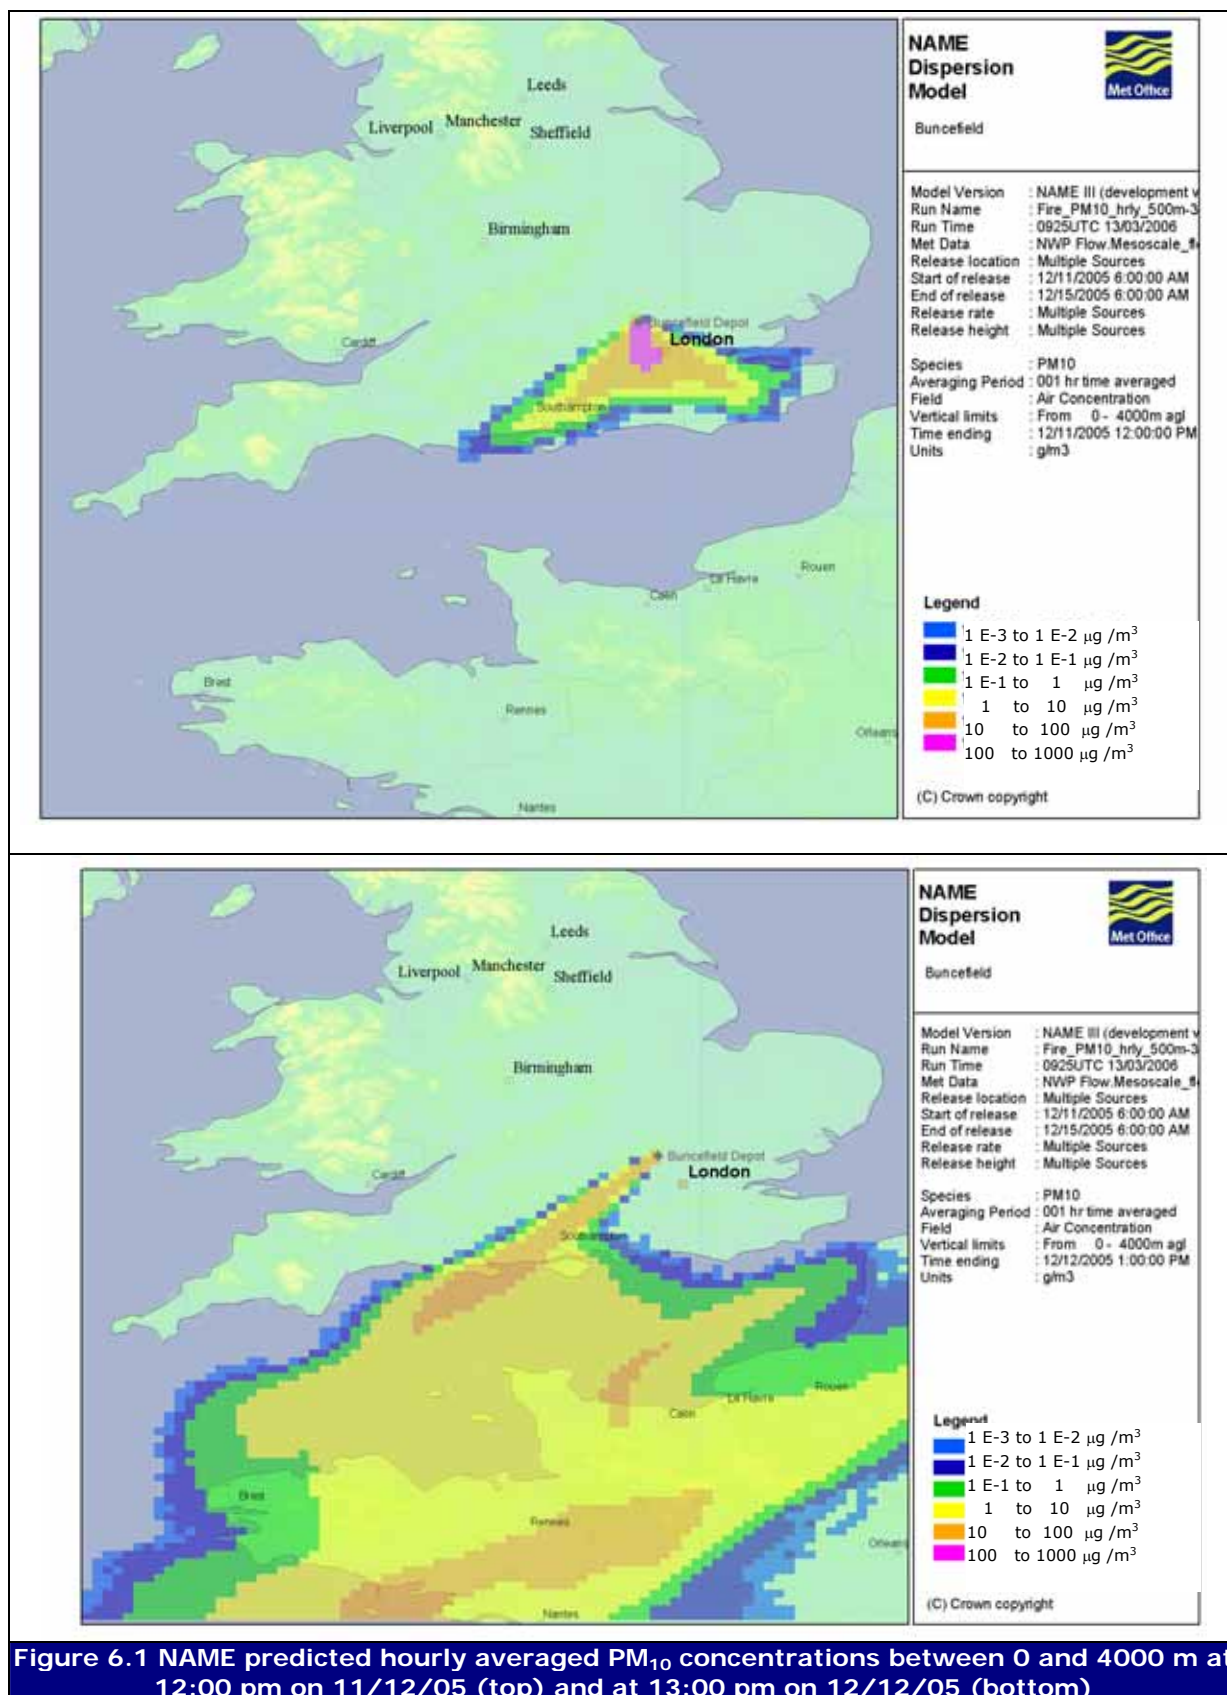 NAME
Dispersion
Model
Met Office
Buncefield
Model Version : NAME III (development v
Run Name : Fire_PM10_hrly_500m-3
Run Time : 0925UTC 13/03/2006
Met Data : NWP Flow.Mesoscale_fl
Release location : Multiple Sources
Start of release : 12/11/2005 6:00:00 AM
End of release : 12/15/2005 6:00:00 AM
Release rate : Multiple Sources
Release height : Multiple Sources
Species : PM10
Averaging Period : 001 hr time averaged
Field : Air Concentration
Vertical limits : From 0 - 4000m agl
Time ending : 12/11/2005 12:00:00 PM
Units : g/m3
Leeds
Liverpool Manchester Sheffield
Birmingham
Buncefield Depot
London
Cardiff
Southampton
Rouen
Le Havre
Caen
Brest
Rennes
Orleans
Nantes
Legend
1 E-3 to 1 E-2 μg /m³
1 E-2 to 1 E-1 μg /m³
1 E-1 to 1 μg /m³
1 to 10 μg /m³
10 to 100 μg /m³
100 to 1000 μg /m³
(C) Crown copyright
NAME
Dispersion
Model
Met Office
Buncefield
Model Version : NAME III (development v
Run Name : Fire_PM10_hrly_500m-3
Run Time : 0925UTC 13/03/2006
Met Data : NWP Flow.Mesoscale_fl
Release location : Multiple Sources
Start of release : 12/11/2005 6:00:00 AM
End of release : 12/15/2005 6:00:00 AM
Release rate : Multiple Sources
Release height : Multiple Sources
Species : PM10
Averaging Period : 001 hr time averaged
Field : Air Concentration
Vertical limits : From 0 - 4000m agl
Time ending : 12/12/2005 1:00:00 PM
Units : g/m3
Leeds
Liverpool Manchester Sheffield
Birmingham
Buncefield Depot
London
Cardiff
Southampton
Rouen
Le Havre
Caen
Brest
Rennes
Orleans
Nantes
Legend
1 E-3 to 1 E-2 μg /m³
1 E-2 to 1 E-1 μg /m³
1 E-1 to 1 μg /m³
1 to 10 μg /m³
10 to 100 μg /m³
100 to 1000 μg /m³
(C) Crown copyright
Figure 6.1 NAME predicted hourly averaged PM₁₀ concentrations between 0 and 4000 m at
12:00 pm on 11/12/05 (top) and at 13:00 pm on 12/12/05 (bottom)